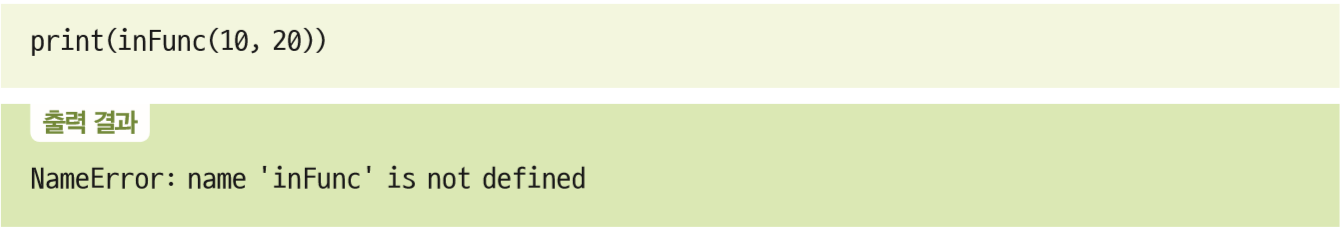 print(inFunc(10, 20))
출력 결과
NameError: name 'inFunc' is not defined